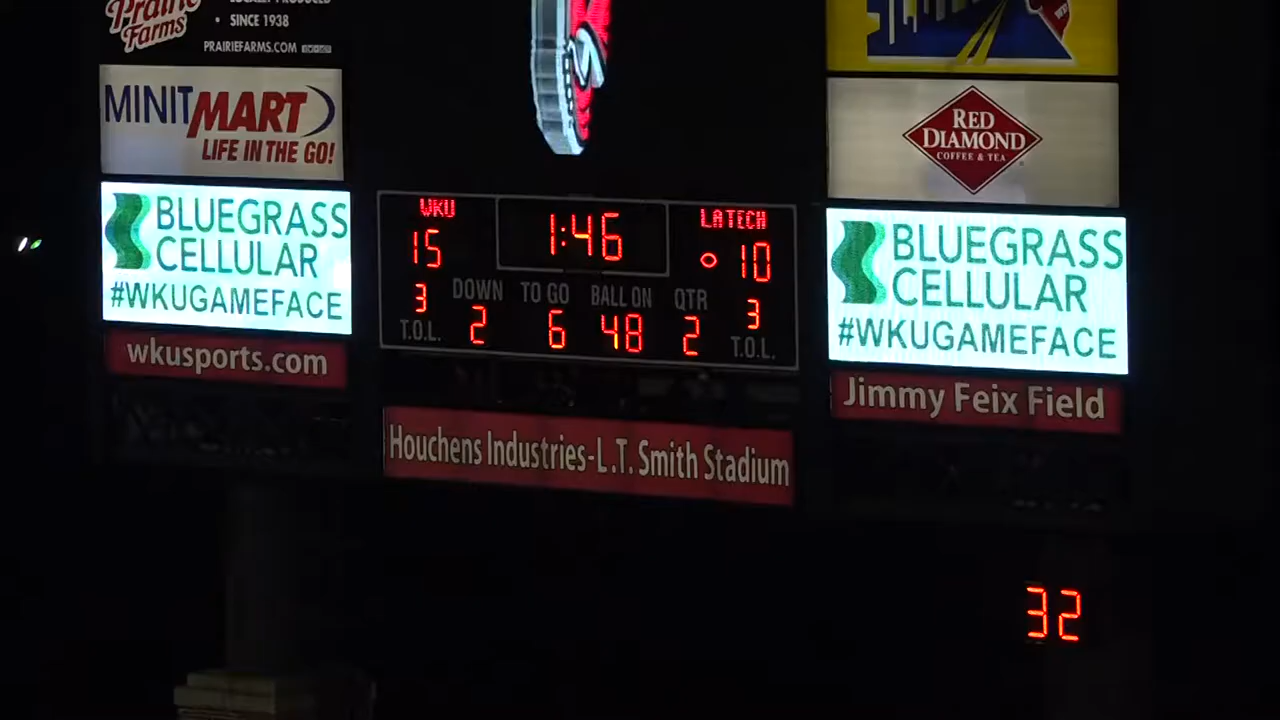 Prairie
Farms
• SINCE 1938
PRAIRIEFARMS.COM
MINIT MART
LIFE IN THE GO!
BLUEGRASS
CELLULAR
#WKUGAMEFACE
wkusports.com
WKU
15
3
T.O.L.
1:46
LATECH
10
3
T.O.L.
DOWN TO GO BALL ON QTR
2 6 48 2
Houchens Industries-L.T. Smith Stadium
RED
DIAMOND
COFFEE & TEA
BLUEGRASS
CELLULAR
#WKUGAMEFACE
Jimmy Feix Field
32